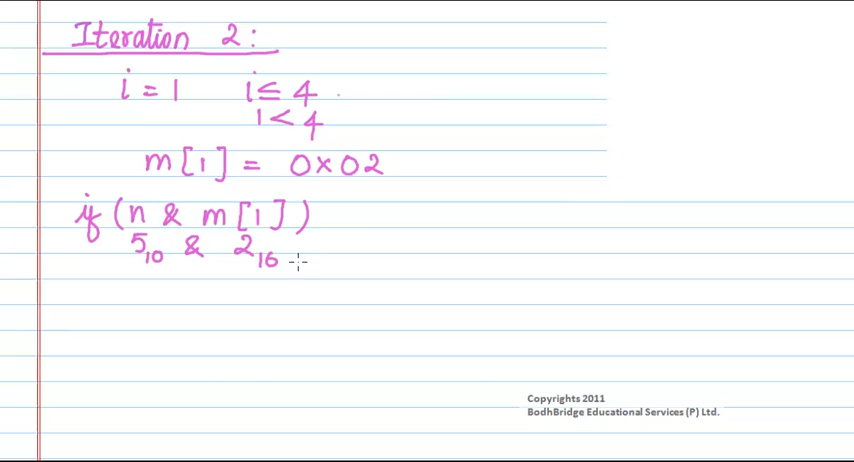 Iteration 2 :
i = 1 i ≤ 4
1 < 4
m [ 1 ] = 0x02
if ( n & m [ 1 ] )
5₁₀ & 2₁₆
Copyrights 2011
BodhBridge Educational Services (P) Ltd.